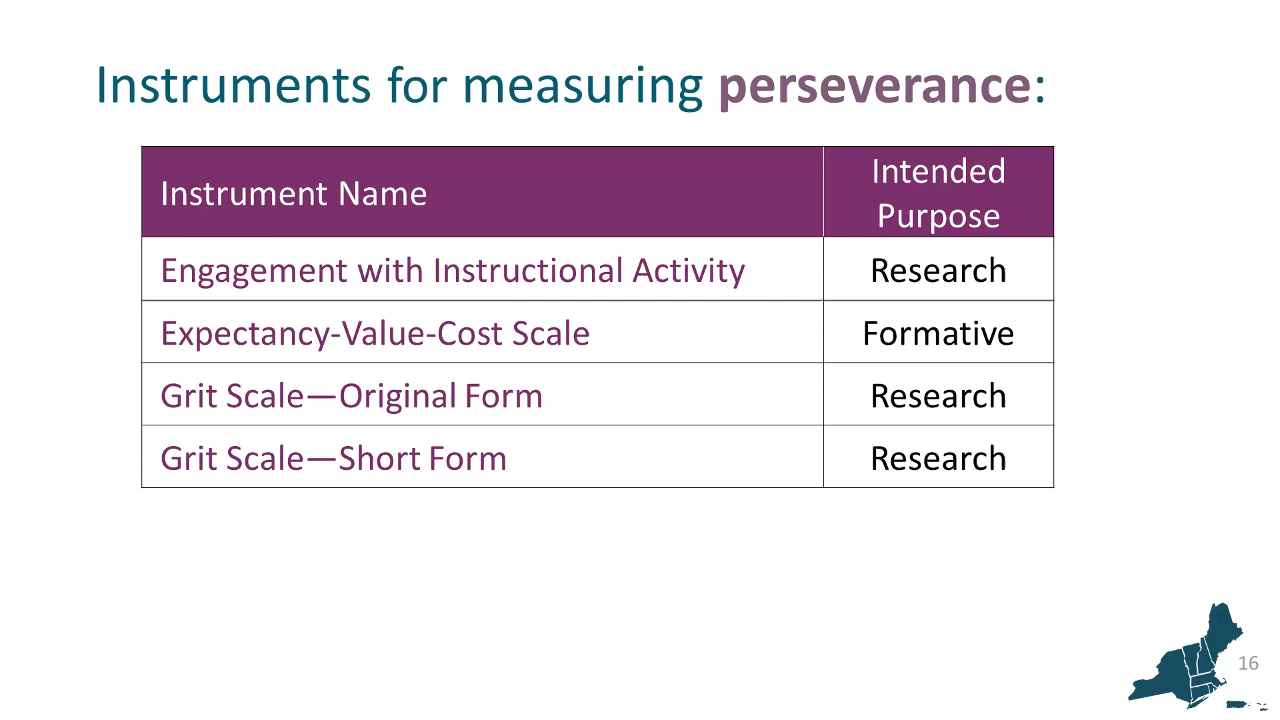 Instruments for measuring perseverance:
Instrument Name
Intended
Purpose
Engagement with Instructional Activity
Research
Expectancy-Value-Cost Scale
Formative
Grit Scale—Original Form
Research
Grit Scale—Short Form
Research
16